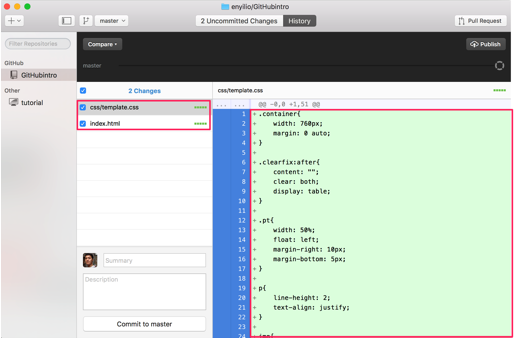 enyilio/GitHubintro
master
2 Uncommitted Changes
History
Pull Request
Filter Repositories
GitHub
GitHubintro
Other
tutorial
Compare
Publish
master
2 Changes
css/template.css
index.html
Summary
Description
Commit to master
css/template.css
... ... @@ -0,0 +1,51 @@
1 +.container{
2 + width: 760px;
3 + margin: 0 auto;
4 +}
5 +
6 +.clearfix:after{
7 + content: "";
8 + clear: both;
9 + display: table;
10 +}
11 +
12 +.pt{
13 + width: 50%;
14 + float: left;
15 + margin-right: 10px;
16 + margin-bottom: 5px;
17 +}
18 +
19 +p{
20 + line-height: 2;
21 + text-align: justify;
22 +}
23 +
24 +img{